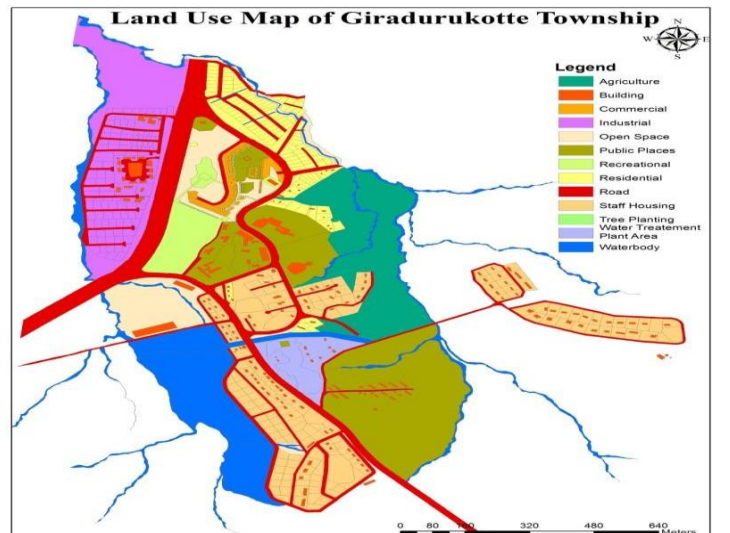 Land Use Map of Giradurukotte Township
N
W E
S
Legend
Agriculture
Building
Commercial
Industrial
Open Space
Public Places
Recreational
Residential
Road
Staff Housing
Tree Planting
Water Treatement
Plant Area
Waterbody
0 80 160 320 480 640
Meters